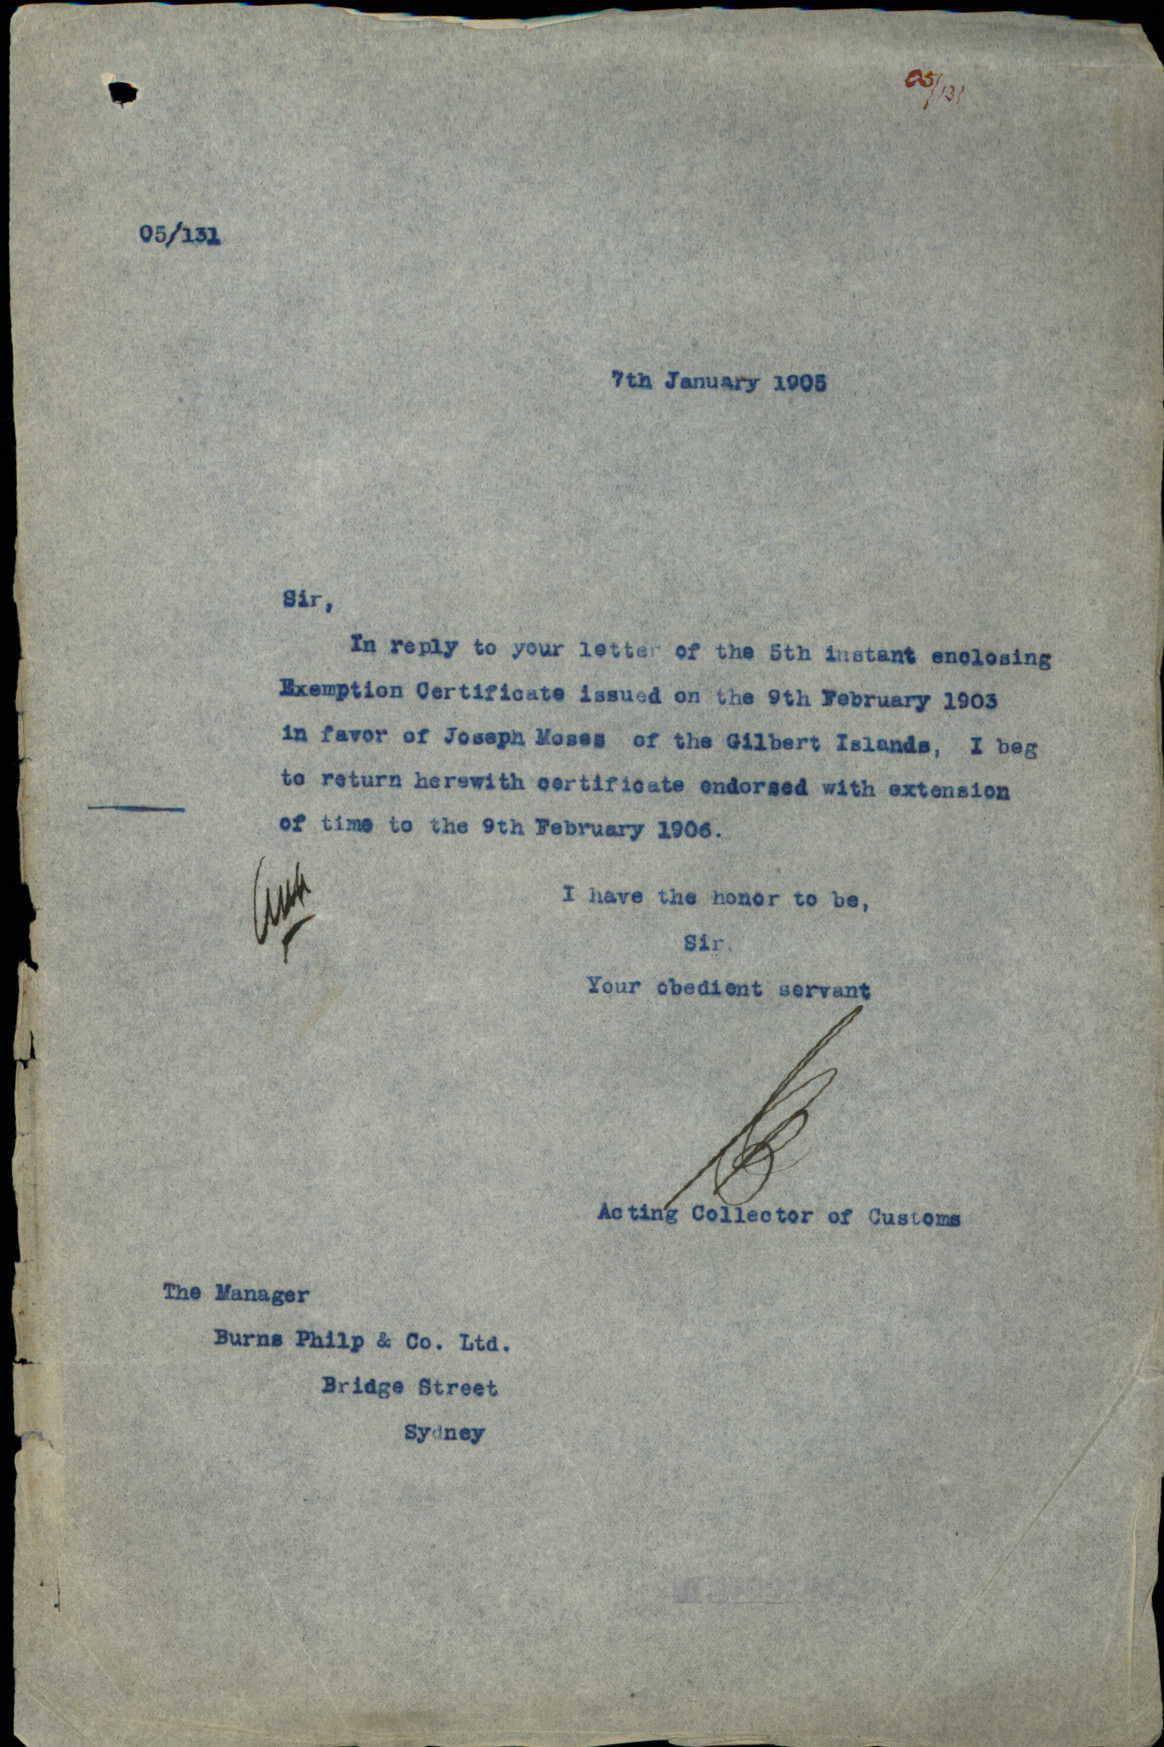 05/131
05/131
7th January 1905
Sir,
In reply to your letter of the 5th instant enclosing
Exemption Certificate issued on the 9th February 1903
in favor of Joseph Moses of the Gilbert Islands, I beg
to return herewith certificate endorsed with extension
of time to the 9th February 1906.
I have the honor to be,
Sir,
Your obedient servant
Acting Collector of Customs
The Manager
Burns Philp & Co. Ltd.
Bridge Street
Sydney